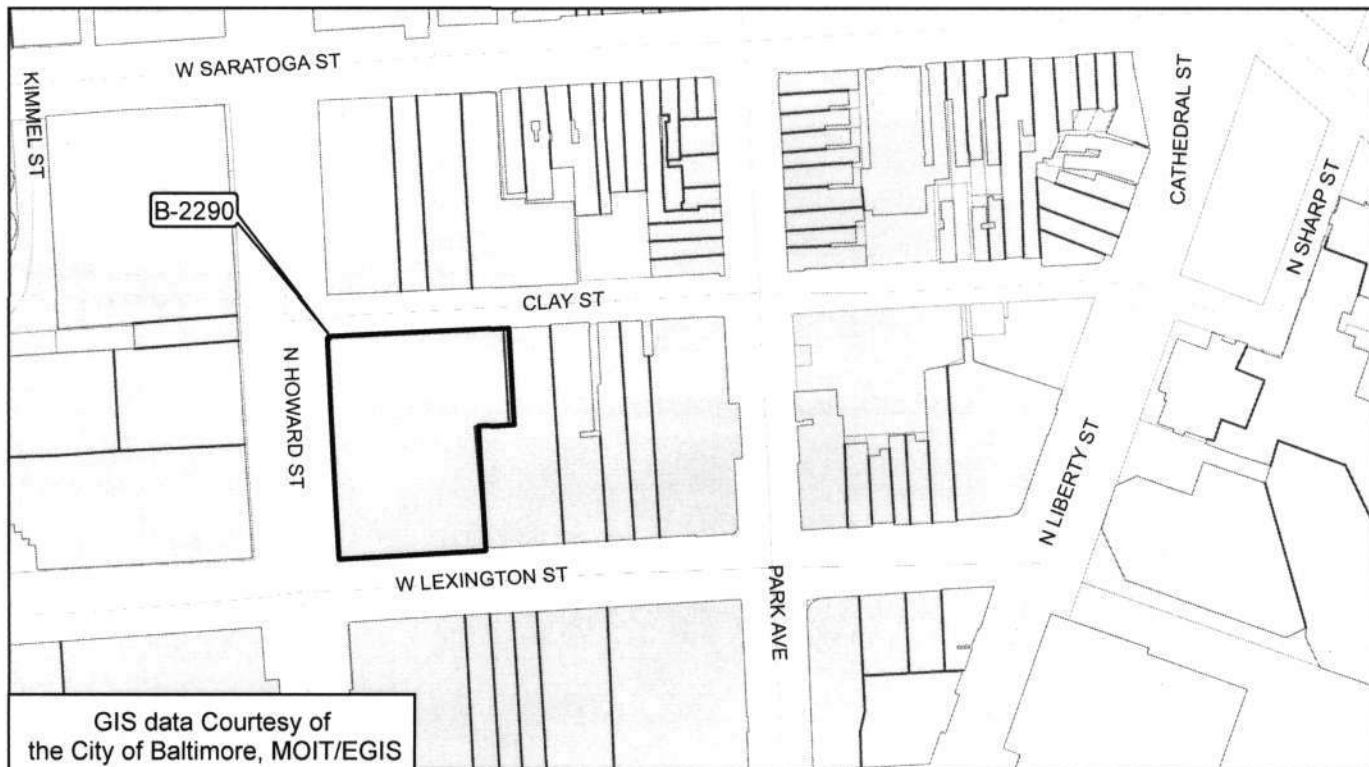 W SARATOGA ST
KIMMEL ST
CATHEDRAL ST
N SHARP ST
B-2290
CLAY ST
N HOWARD ST
N LIBERTY ST
W LEXINGTON ST
PARK AVE
GIS data Courtesy of
the City of Baltimore, MOIT/EGIS